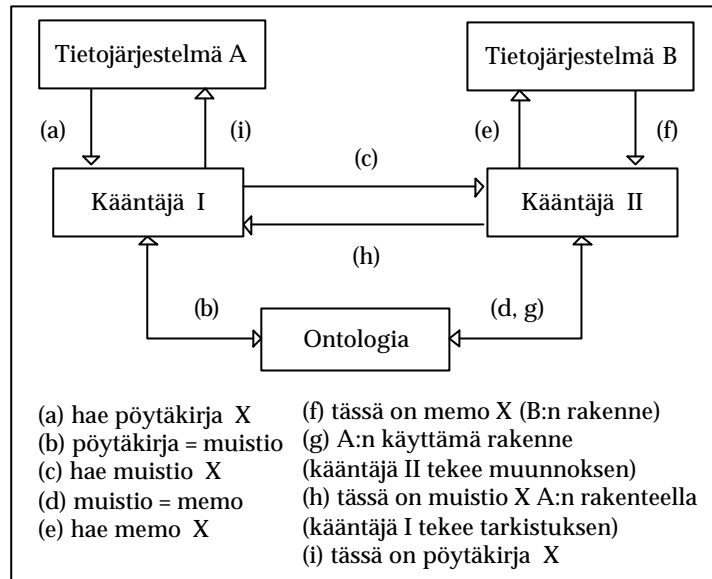 Tietojärjestelmä A
Tietojärjestelmä B
(a)
(i)
(e)
(f)
(c)
Kääntäjä I
Kääntäjä II
(h)
(b)
(d, g)
Ontologia
(a) hae pöytäkirja X
(b) pöytäkirja = muistio
(c) hae muistio X
(d) muistio = memo
(e) hae memo X
(f) tässä on memo X (B:n rakenne)
(g) A:n käyttämä rakenne
(kääntäjä II tekee muunnoksen)
(h) tässä on muistio X A:n rakenteella
(kääntäjä I tekee tarkistuksen)
(i) tässä on pöytäkirja X